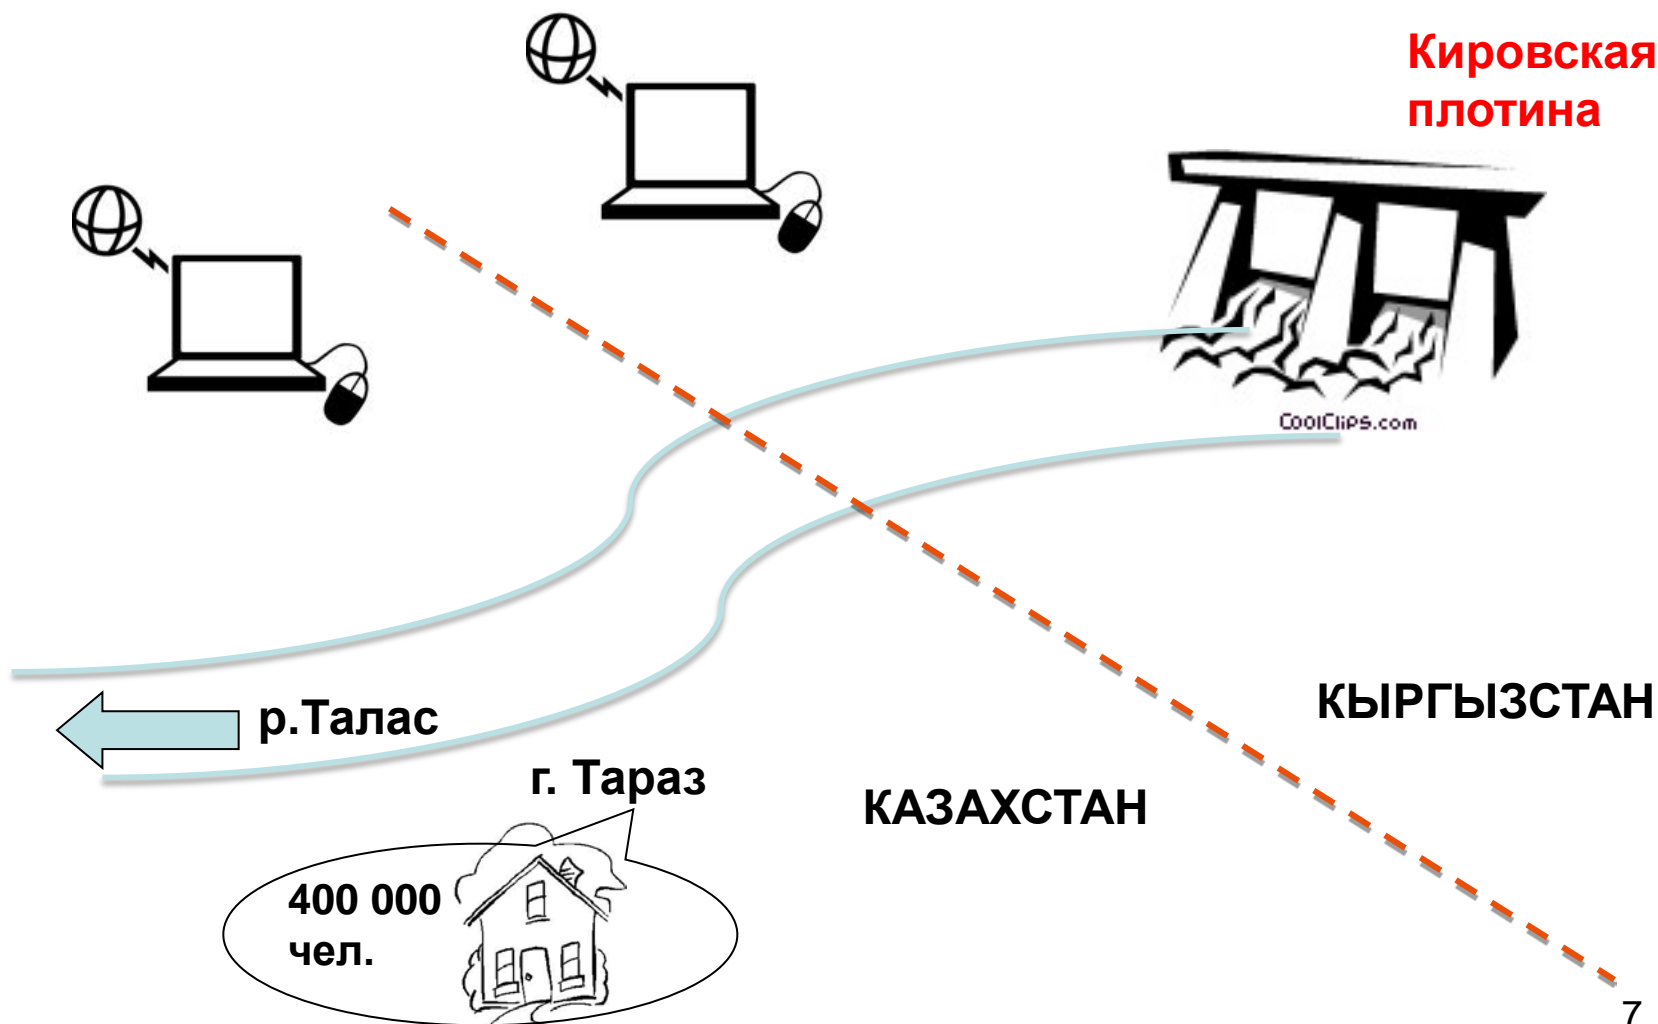 Кировская
плотина
CoolClips.com
КЫРГЫЗСТАН
р.Талас
г. Тараз
КАЗАХСТАН
400 000
чел.
7